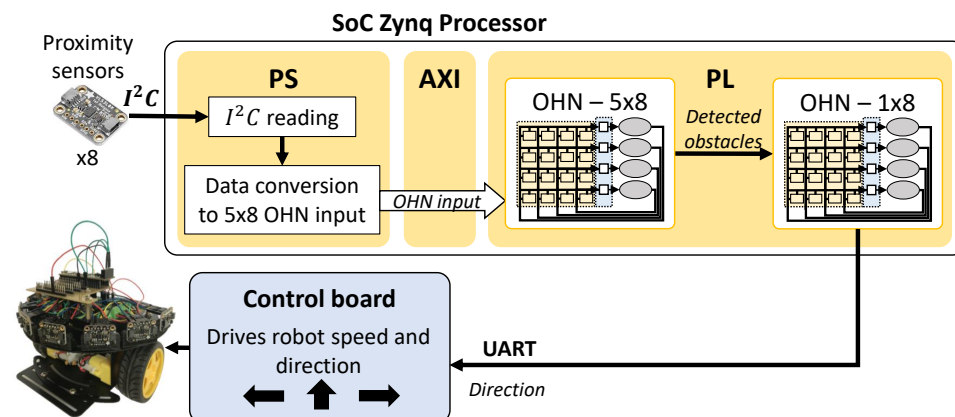 SoC Zynq Processor
Proximity
sensors
I²C
x8
PS
I²C reading
Data conversion
to 5x8 OHN input
AXI
OHN input
PL
OHN – 5x8
Detected
obstacles
OHN – 1x8
Control board
Drives robot speed and
direction
UART
Direction